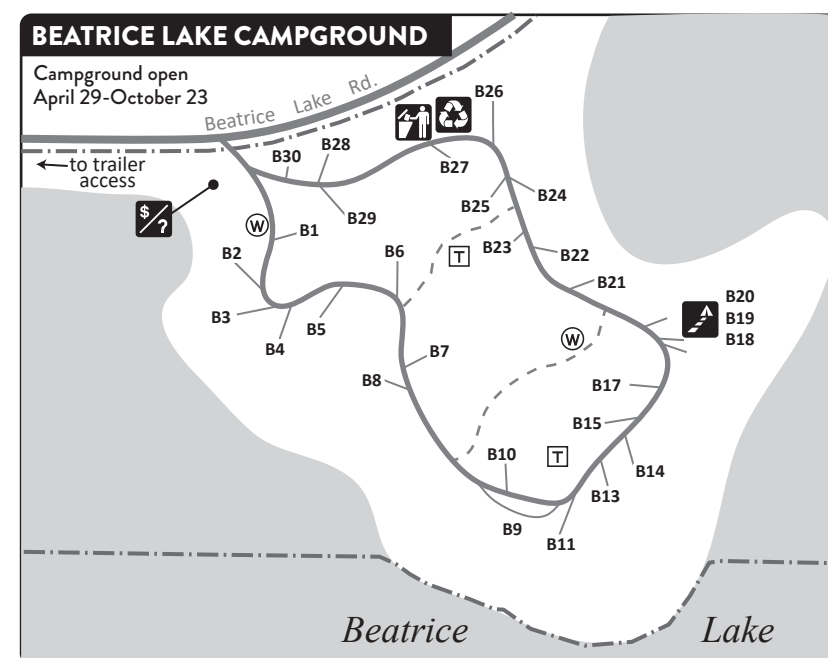 BEATRICE LAKE CAMPGROUND
Campground open
April 29-October 23
Beatrice Lake Rd.
to trailer
access
$/?
W
B26
B28
B30
B27
B29
B24
B25
B1
B2
B6
T
B23
B22
B21
B3
B4
B5
B20
B19
B18
W
B7
B8
B17
B15
B10
T
B14
B13
B9
B11
Beatrice Lake